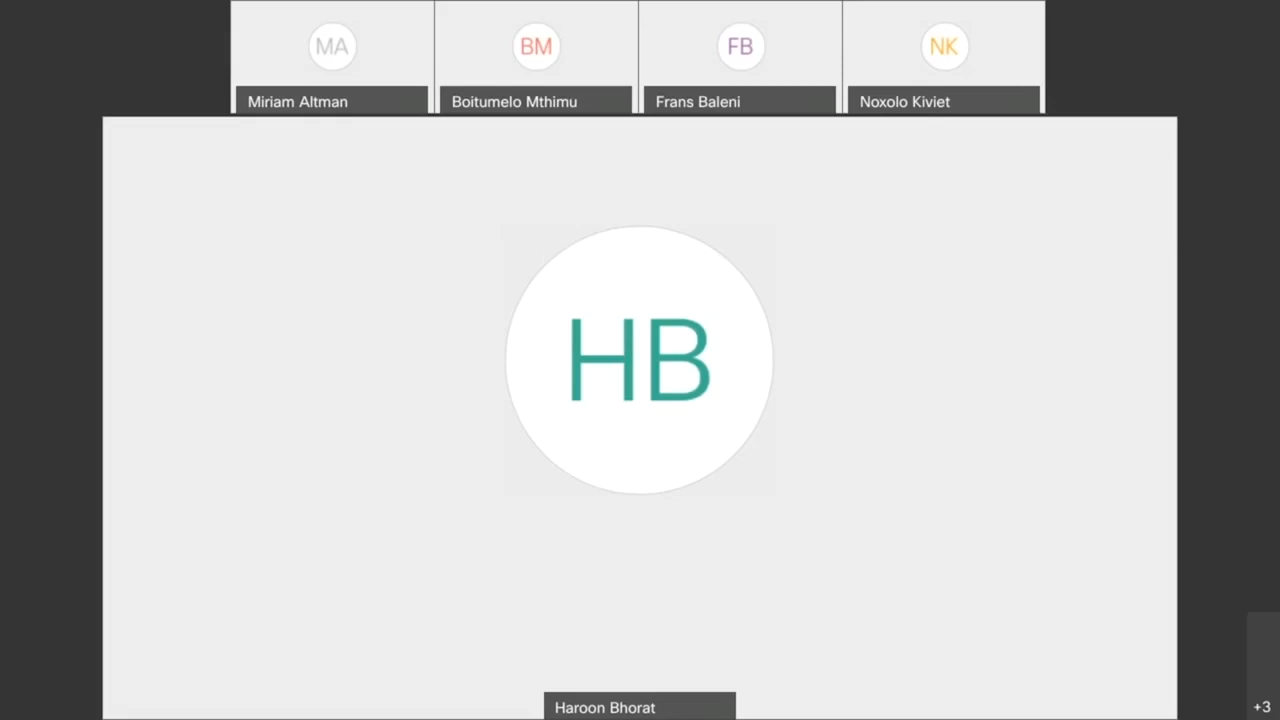 MA
BM
FB
NK
Miriam Altman
Boitumelo Mthimu
Frans Baleni
Noxolo Kiviet
HB
Haroon Bhorat
+3